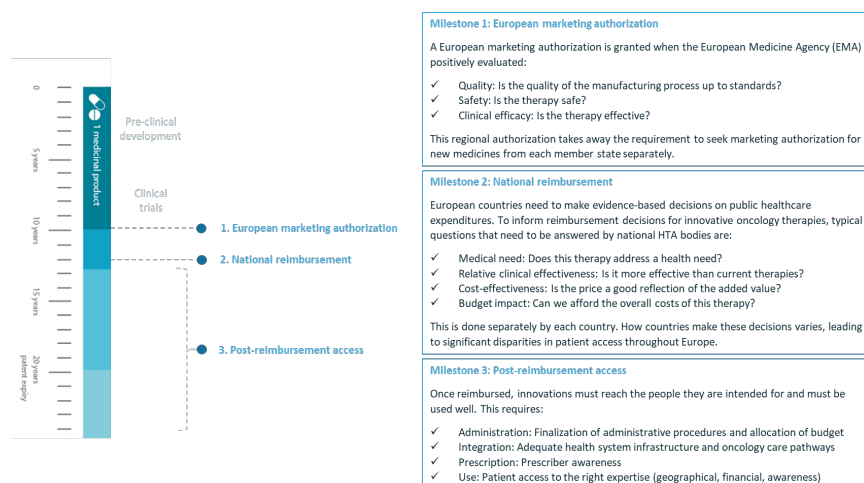 0
5 years
10 years
15 years
20 years
patent expiry
1 medicinal product
Pre-clinical
development
Clinical
trials
1. European marketing authorization
2. National reimbursement
3. Post-reimbursement access
Milestone 1: European marketing authorization
A European marketing authorization is granted when the European Medicine Agency (EMA)
positively evaluated:
✓ Quality: Is the quality of the manufacturing process up to standards?
✓ Safety: Is the therapy safe?
✓ Clinical efficacy: Is the therapy effective?
This regional authorization takes away the requirement to seek marketing authorization for
new medicines from each member state separately.
Milestone 2: National reimbursement
European countries need to make evidence-based decisions on public healthcare
expenditures. To inform reimbursement decisions for innovative oncology therapies, typical
questions that need to be answered by national HTA bodies are:
✓ Medical need: Does this therapy address a health need?
✓ Relative clinical effectiveness: Is it more effective than current therapies?
✓ Cost-effectiveness: Is the price a good reflection of the added value?
✓ Budget impact: Can we afford the overall costs of this therapy?
This is done separately by each country. How countries make these decisions varies, leading
to significant disparities in patient access throughout Europe.
Milestone 3: Post-reimbursement access
Once reimbursed, innovations must reach the people they are intended for and must be
used well. This requires:
✓ Administration: Finalization of administrative procedures and allocation of budget
✓ Integration: Adequate health system infrastructure and oncology care pathways
✓ Prescription: Prescriber awareness
✓ Use: Patient access to the right expertise (geographical, financial, awareness)